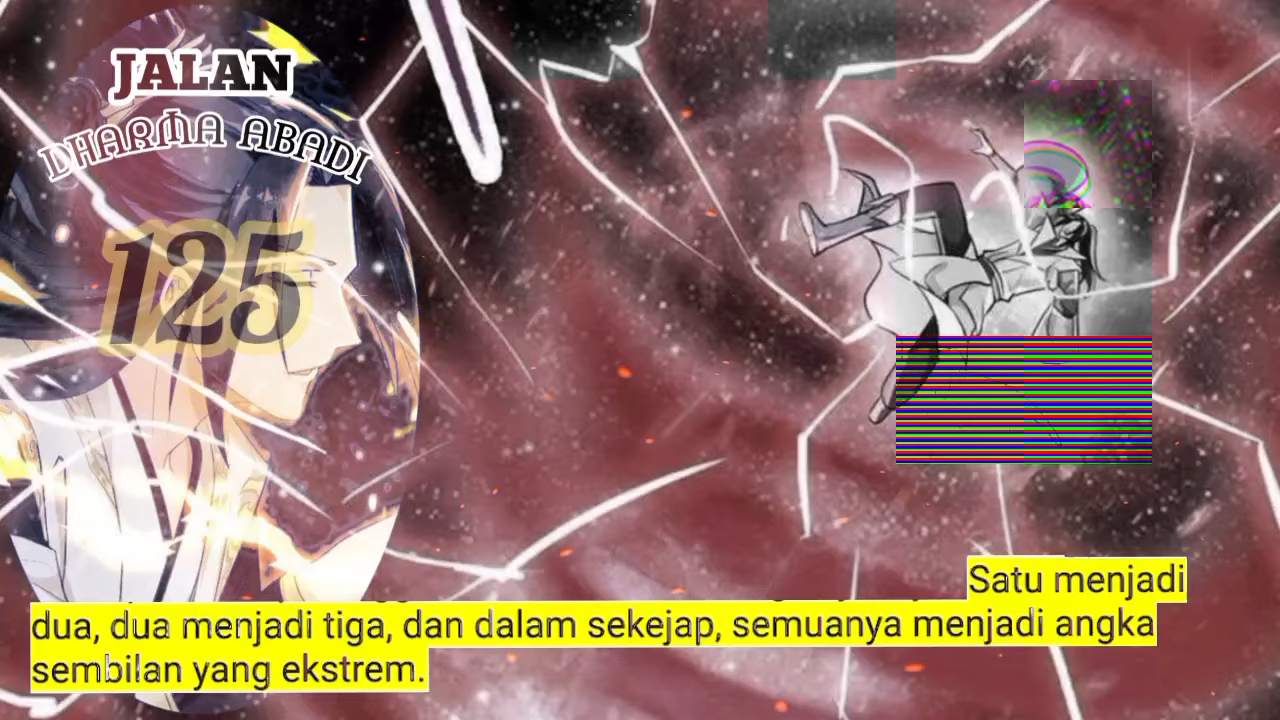 JALAN
DHARMA ABADI
125
Satu menjadi
dua, dua menjadi tiga, dan dalam sekejap, semuanya menjadi angka
sembilan yang ekstrem.